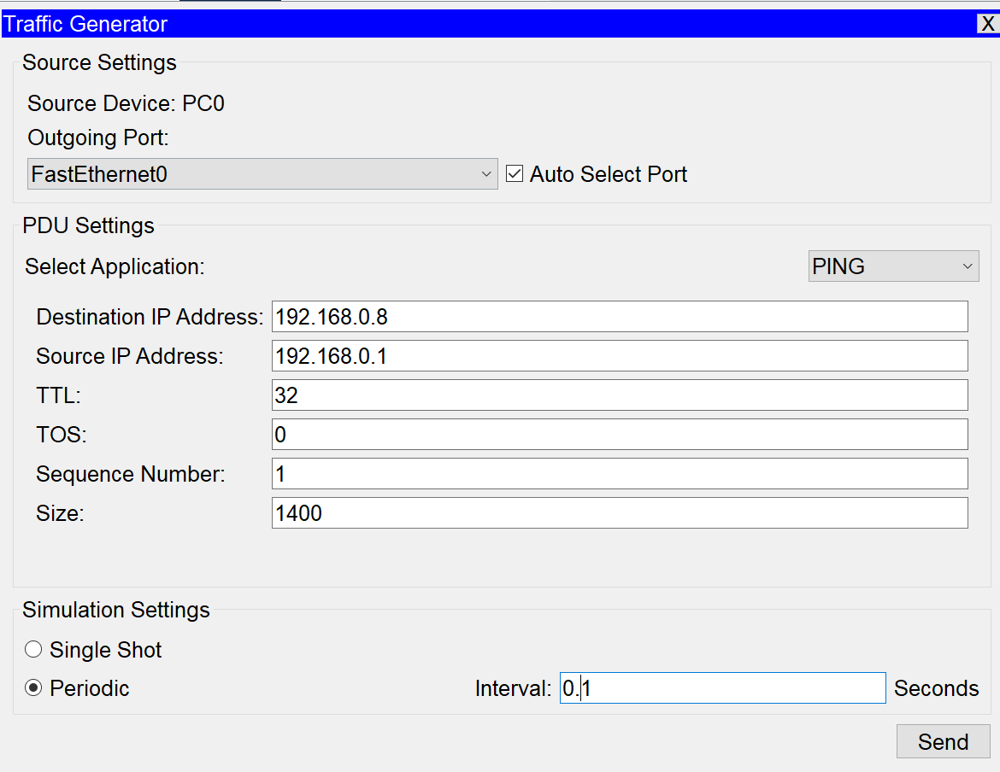 Traffic Generator X
Source Settings
Source Device: PC0
Outgoing Port:
FastEthernet0 Auto Select Port
PDU Settings
Select Application: PING
Destination IP Address: 192.168.0.8
Source IP Address: 192.168.0.1
TTL: 32
TOS: 0
Sequence Number: 1
Size: 1400
Simulation Settings
Single Shot
Periodic Interval: 0.1 Seconds
Send